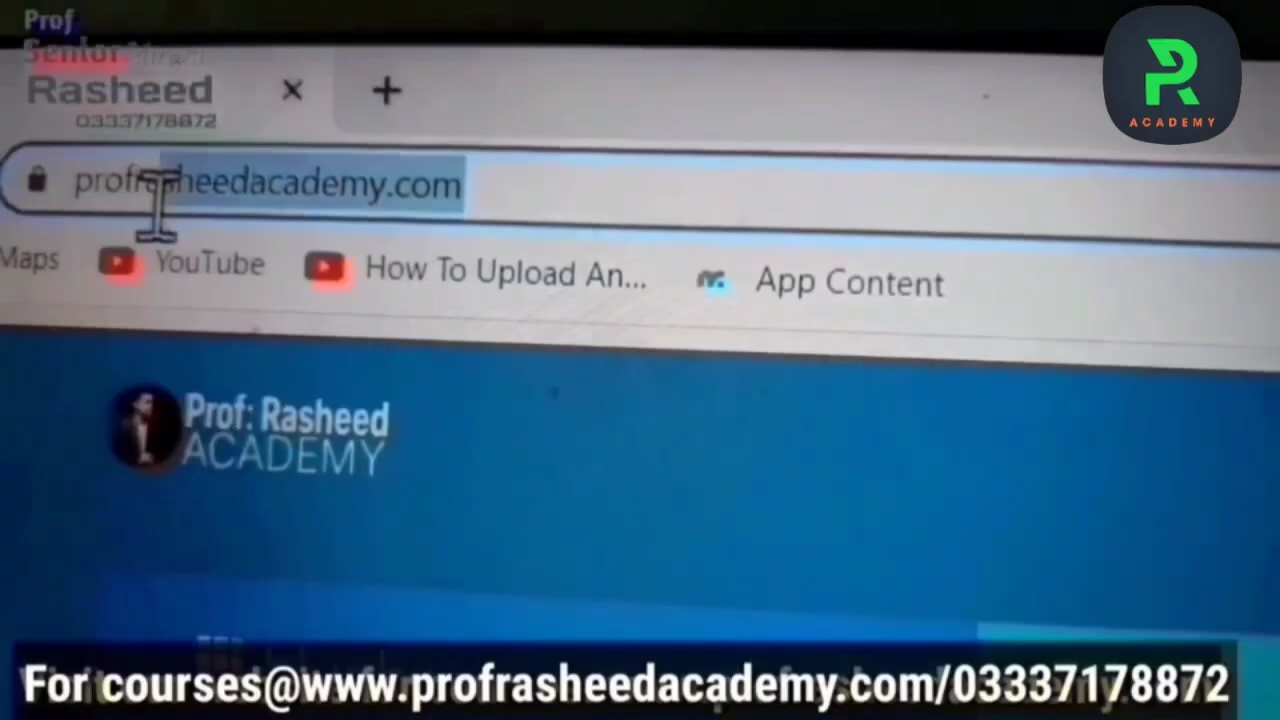 Prof
Senior
Rasheed
03337178872
ACADEMY
profrasheedacademy.com
Maps
YouTube
How To Upload An...
App Content
Prof: Rasheed
ACADEMY
For courses@www.profrasheedacademy.com/03337178872